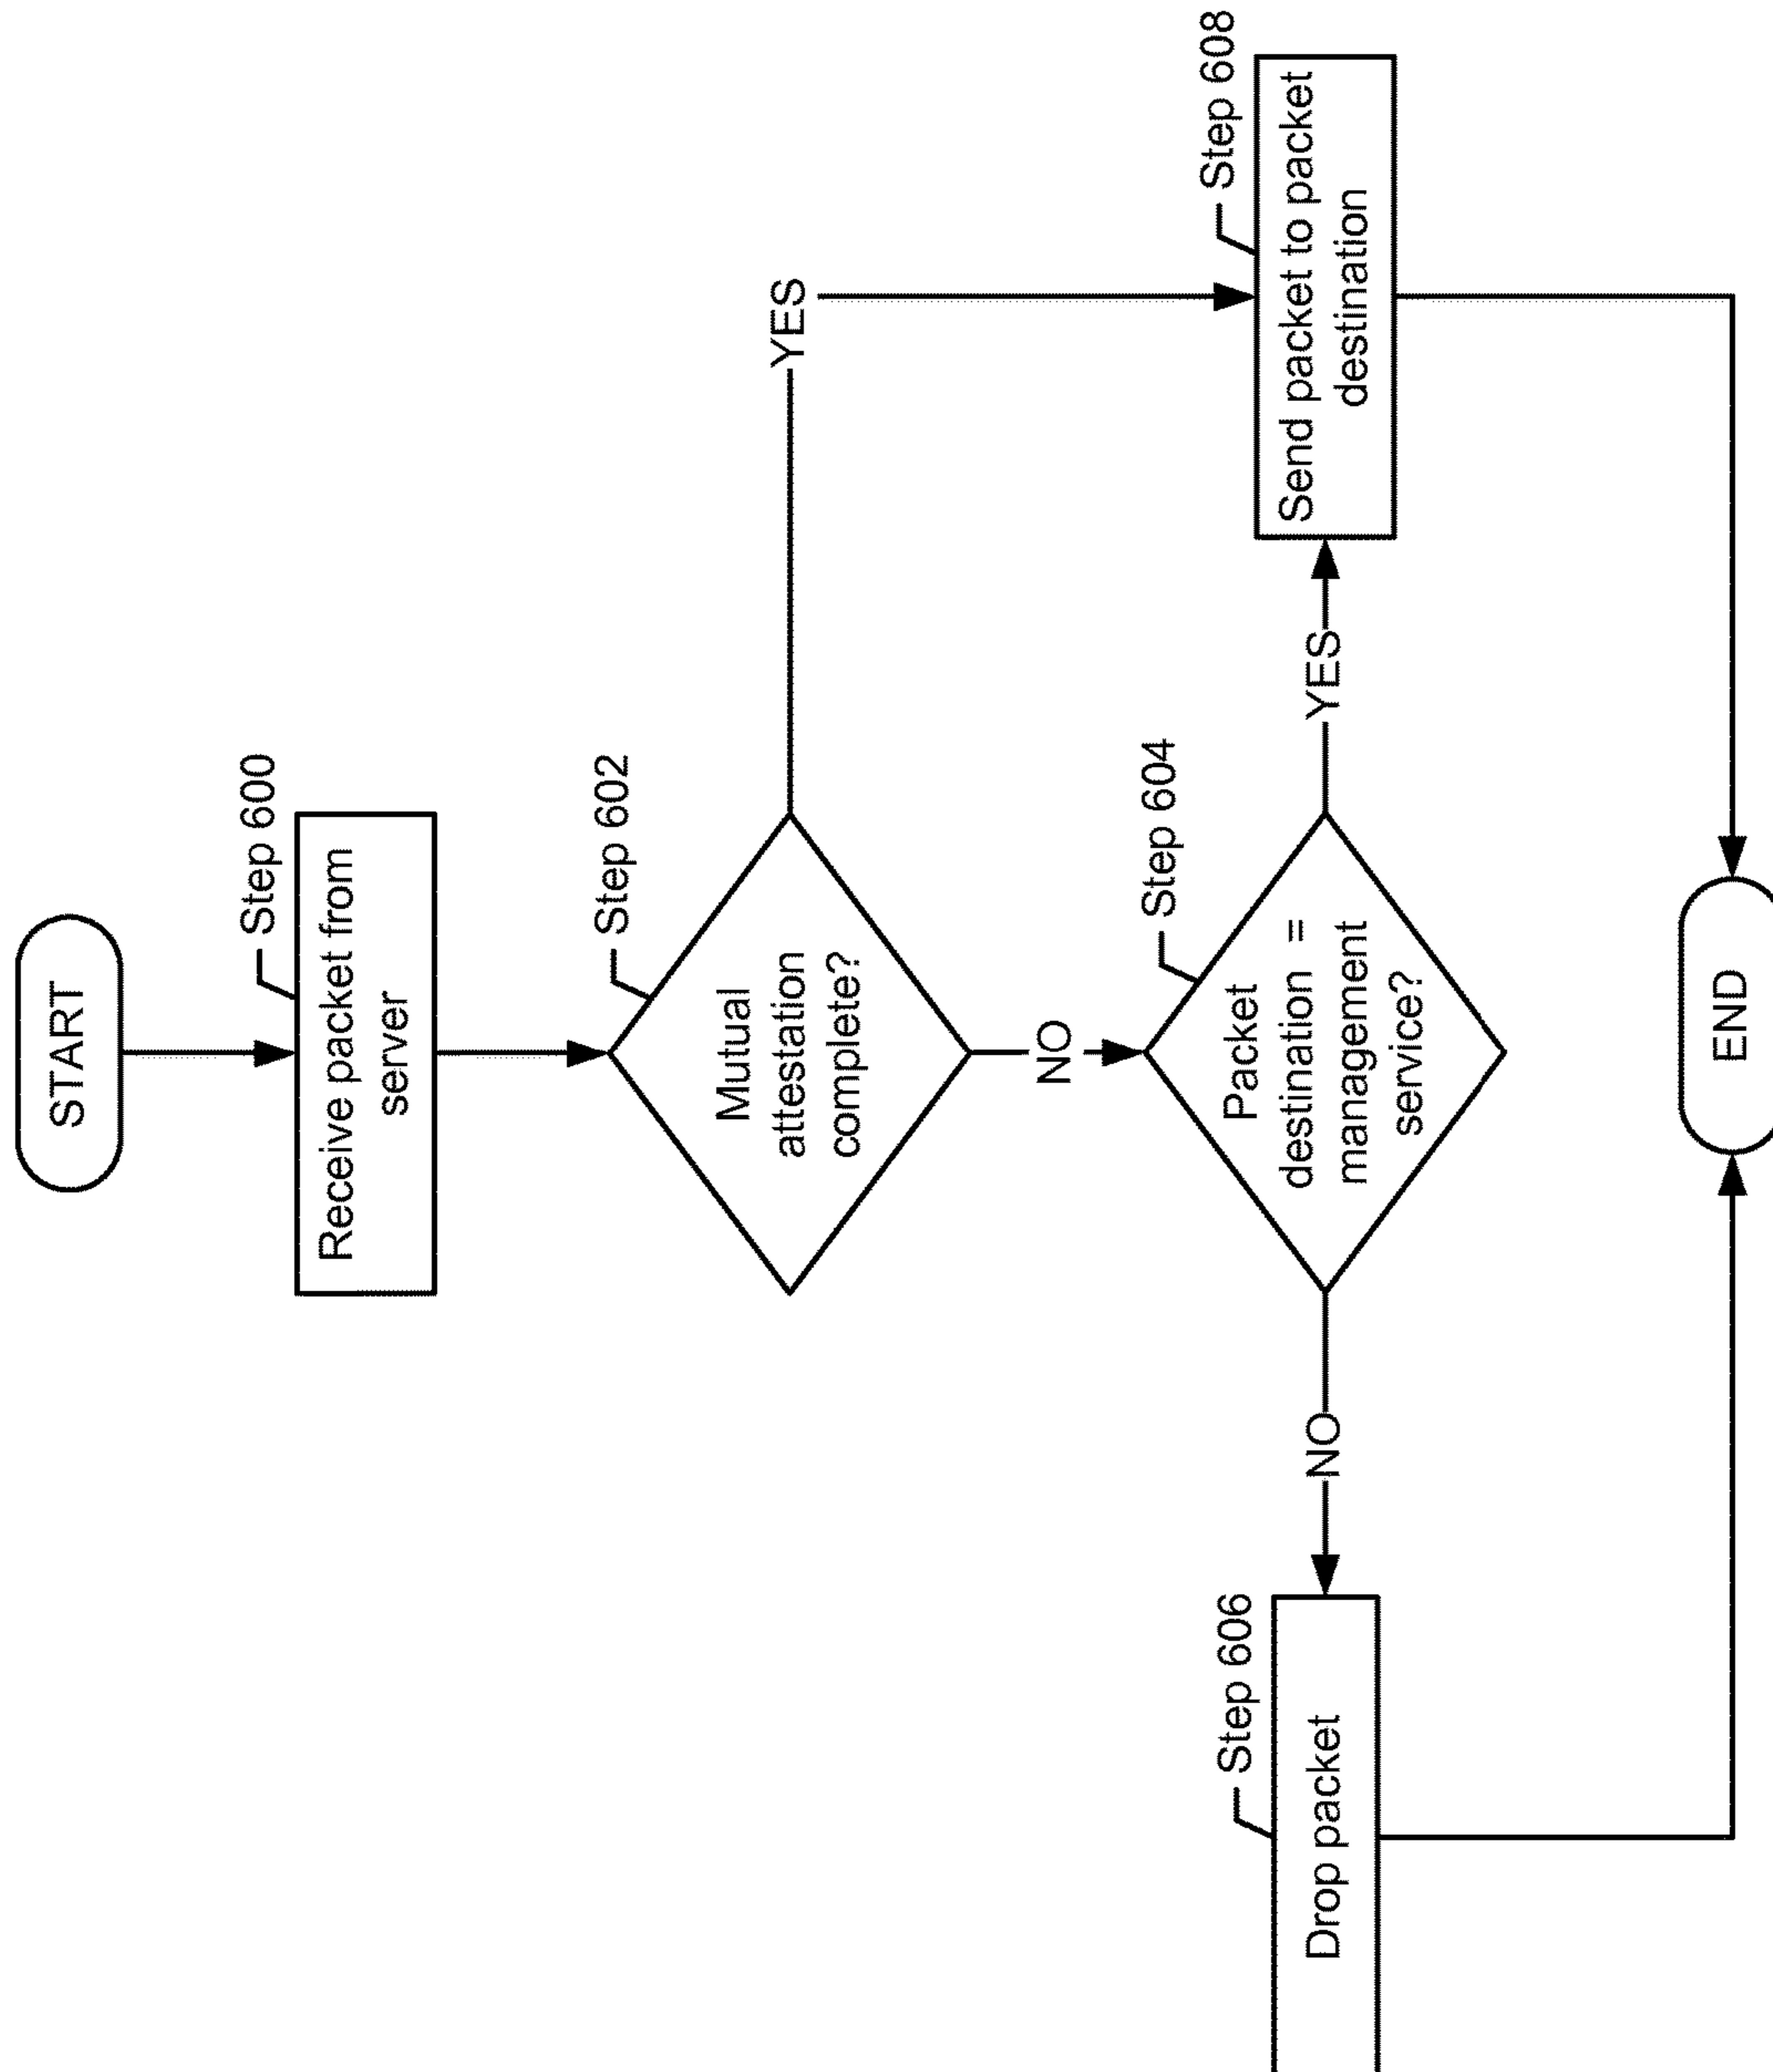 START
Step 600
Receive packet from
server
Step 602
Mutual
attestation
complete?
YES
NO
Step 604
Packet
destination =
management
service?
NO
YES
Step 606
Drop packet
Step 608
Send packet to packet
destination
END